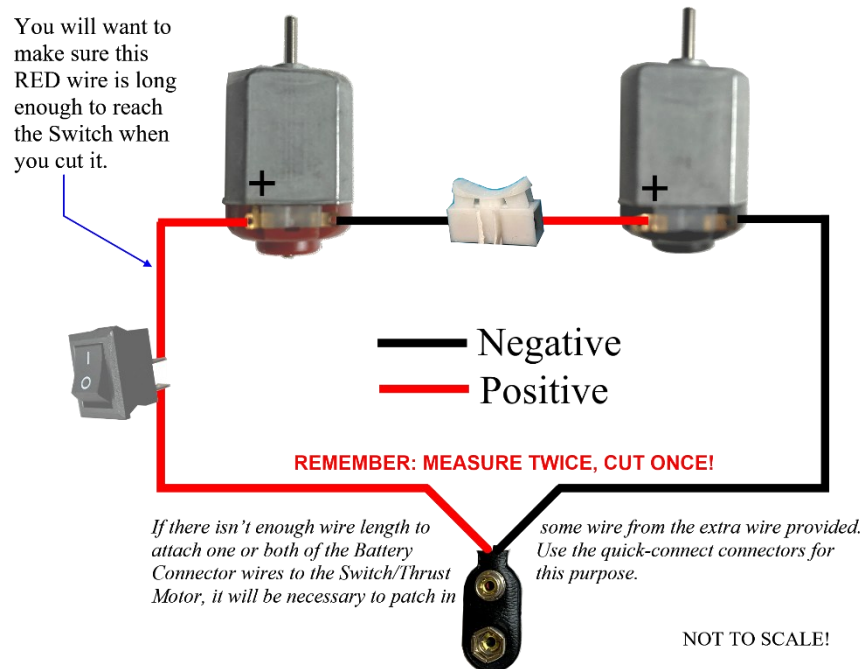 You will want to
make sure this
RED wire is long
enough to reach
the Switch when
you cut it.
+
+
I
O
Negative
Positive
REMEMBER: MEASURE TWICE, CUT ONCE!
If there isn’t enough wire length to
attach one or both of the Battery
Connector wires to the Switch/Thrust
Motor, it will be necessary to patch in
some wire from the extra wire provided.
Use the quick-connect connectors for
this purpose.
NOT TO SCALE!